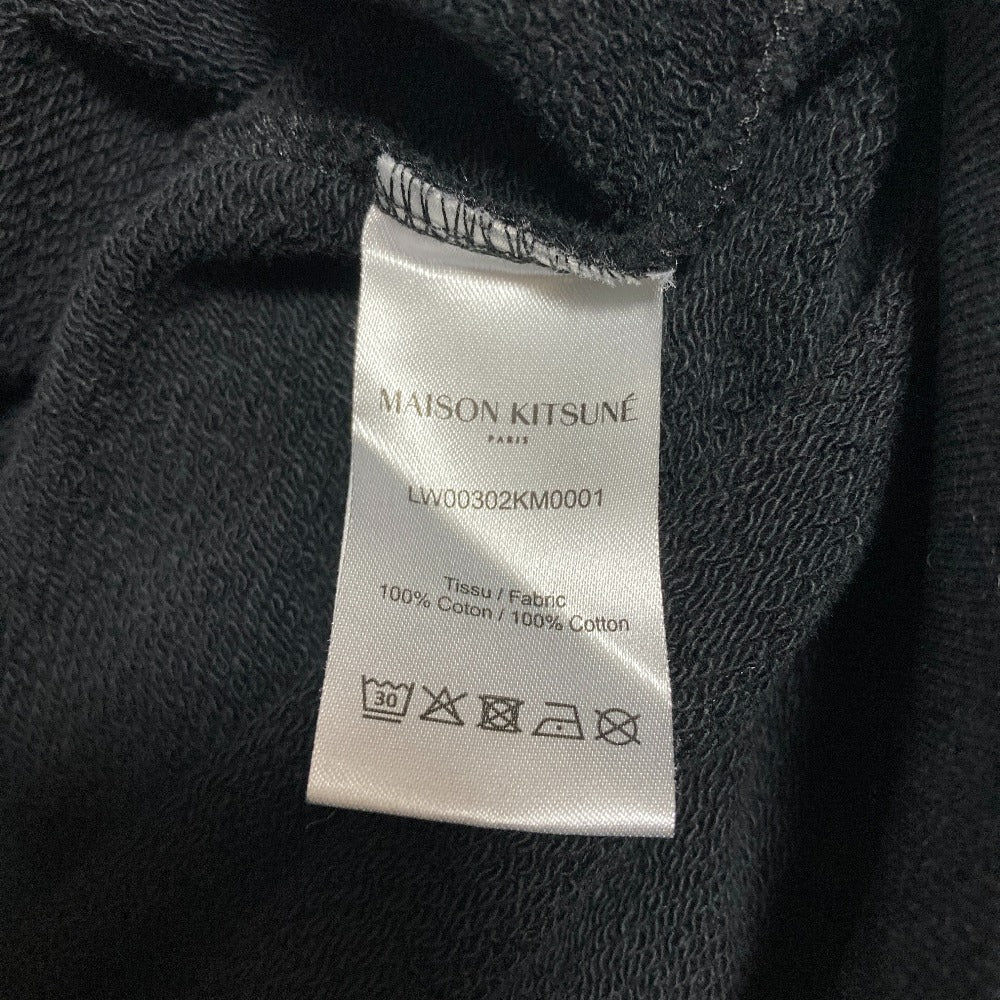 MAISON KITSUNÉ
PARIS
LW00302KM0001
Tissu / Fabric
100% Coton / 100% Cotton
30